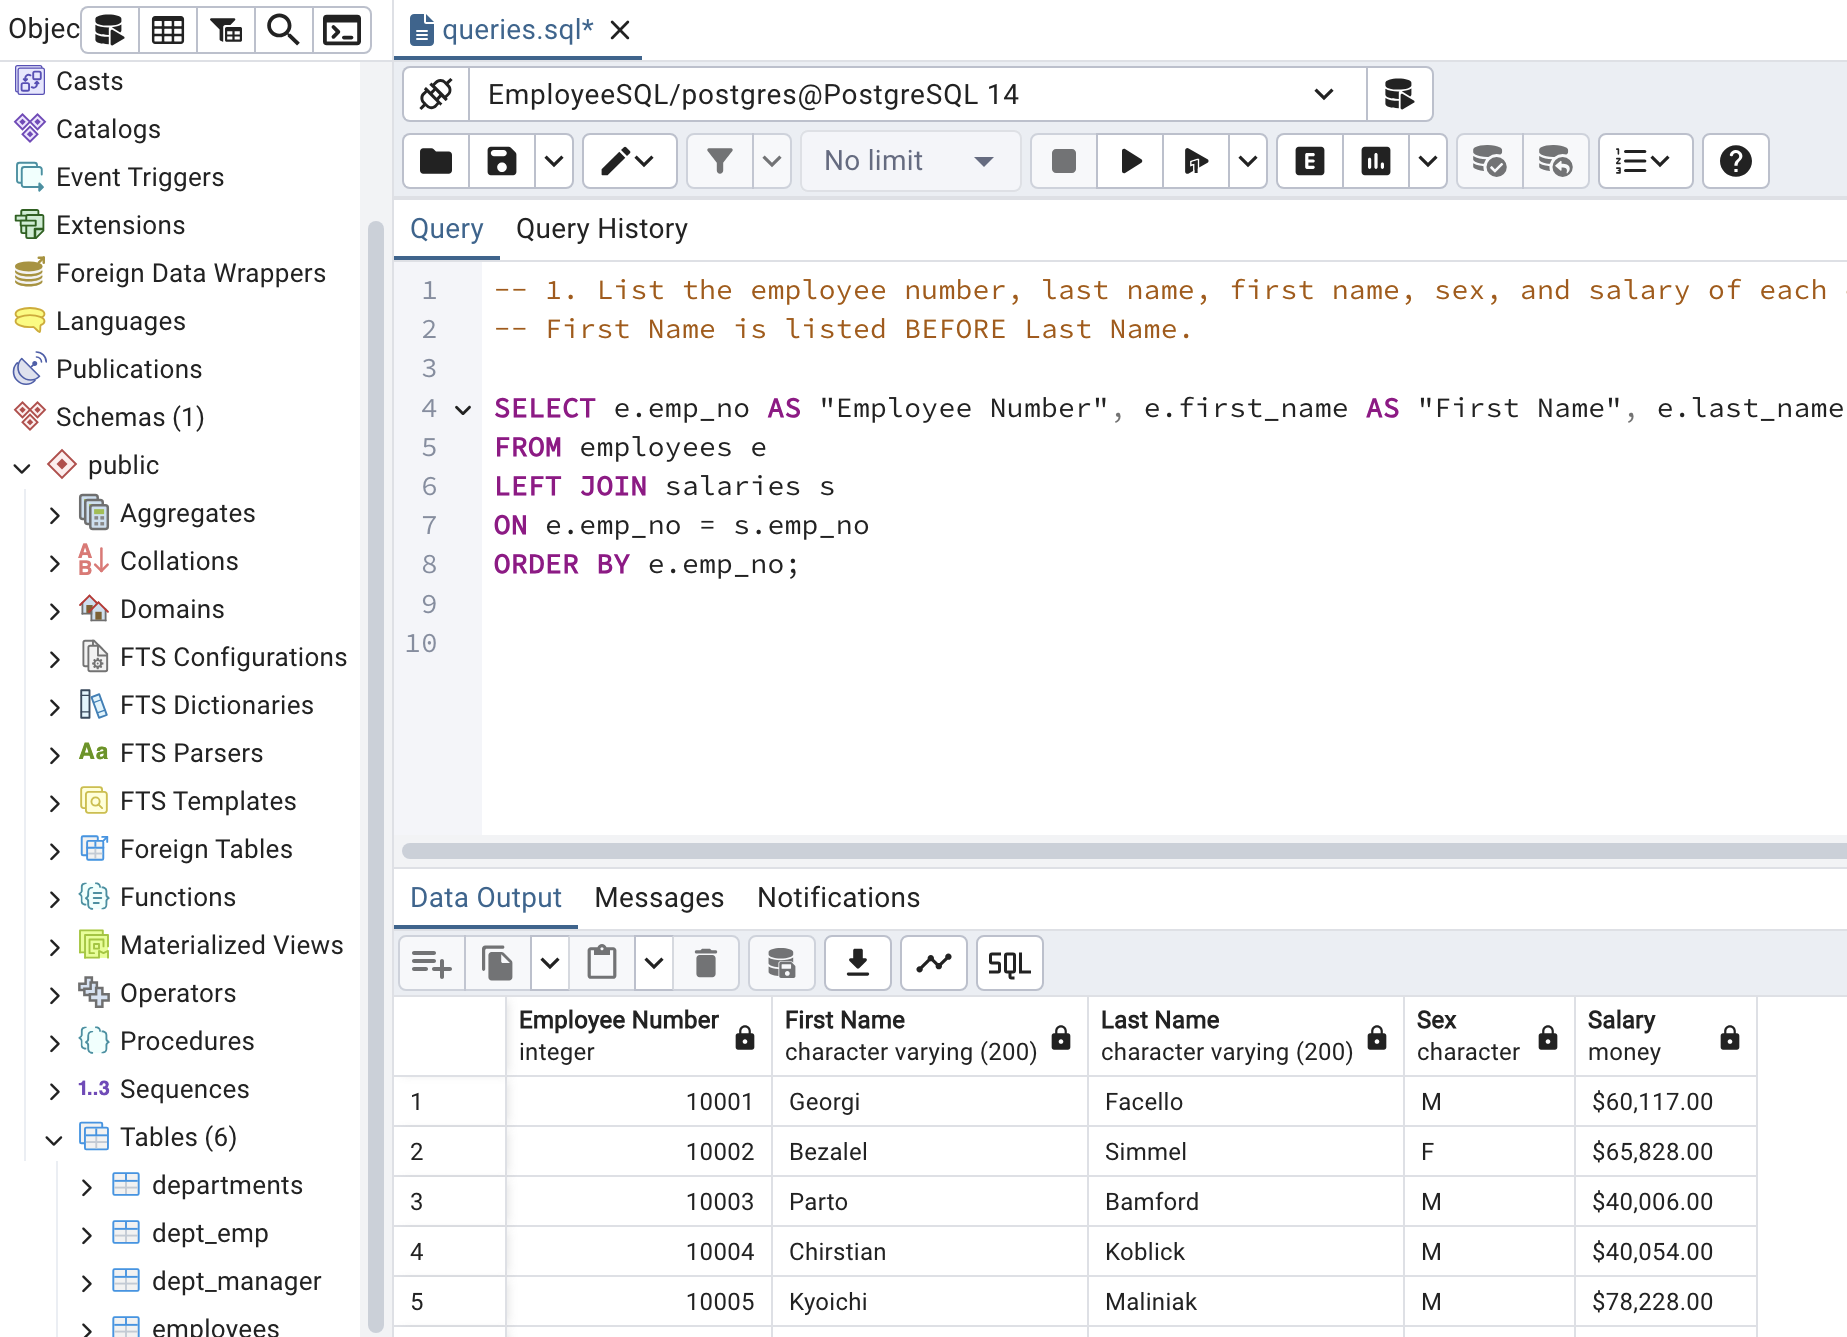 Objec
Casts
Catalogs
Event Triggers
Extensions
Foreign Data Wrappers
Languages
Publications
Schemas (1)
public
Aggregates
Collations
Domains
FTS Configurations
FTS Dictionaries
Aa FTS Parsers
FTS Templates
Foreign Tables
Functions
Materialized Views
Operators
Procedures
1..3 Sequences
Tables (6)
departments
dept_emp
dept_manager
employees
queries.sql*
EmployeeSQL/postgres@PostgreSQL 14
No limit
E
Query Query History
1 -- 1. List the employee number, last name, first name, sex, and salary of each
2 -- First Name is listed BEFORE Last Name.
3
4 SELECT e.emp_no AS "Employee Number", e.first_name AS "First Name", e.last_name
5 FROM employees e
6 LEFT JOIN salaries s
7 ON e.emp_no = s.emp_no
8 ORDER BY e.emp_no;
9
10
Data Output Messages Notifications
SQL
Employee Number First Name Last Name Sex Salary
integer character varying (200) character varying (200) character money
1 10001 Georgi Facello M $60,117.00
2 10002 Bezalel Simmel F $65,828.00
3 10003 Parto Bamford M $40,006.00
4 10004 Chirstian Koblick M $40,054.00
5 10005 Kyoichi Maliniak M $78,228.00